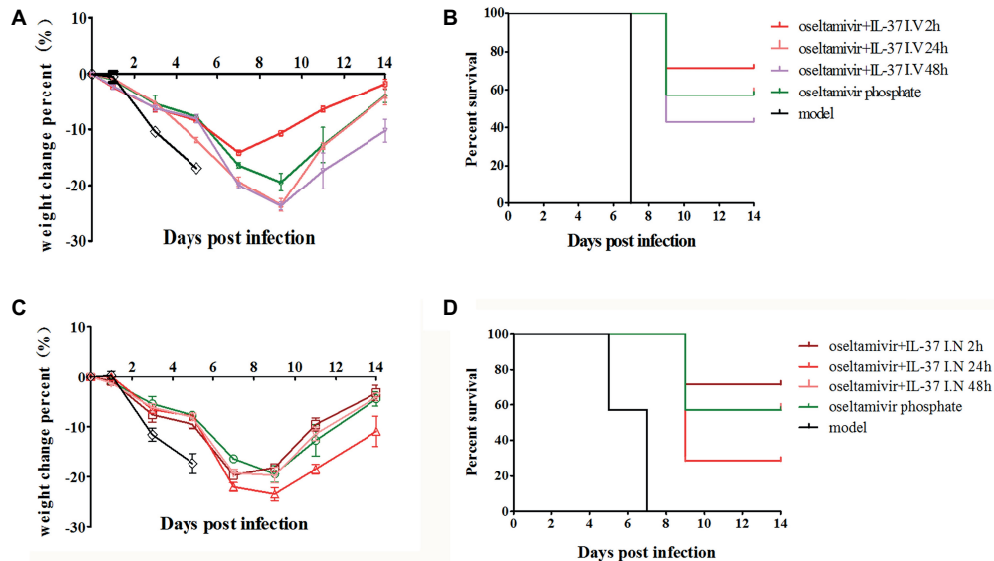 A
weight change percent (%)
10
0
-10
-20
-30
2 4 6 8 10 12 14
Days post infection
B
Percent survival
100
80
60
40
20
0
0 2 4 6 8 10 12 14
Days post infection
oseltamivir+IL-37 I.V 2h
oseltamivir+IL-37 I.V 24h
oseltamivir+IL-37 I.V 48h
oseltamivir phosphate
model
C
weight change percent (%)
10
0
-10
-20
-30
2 4 6 8 10 12 14
Days post infection
D
Percent survival
100
80
60
40
20
0
0 2 4 6 8 10 12 14
Days post infection
oseltamivir+IL-37 I.N 2h
oseltamivir+IL-37 I.N 24h
oseltamivir+IL-37 I.N 48h
oseltamivir phosphate
model